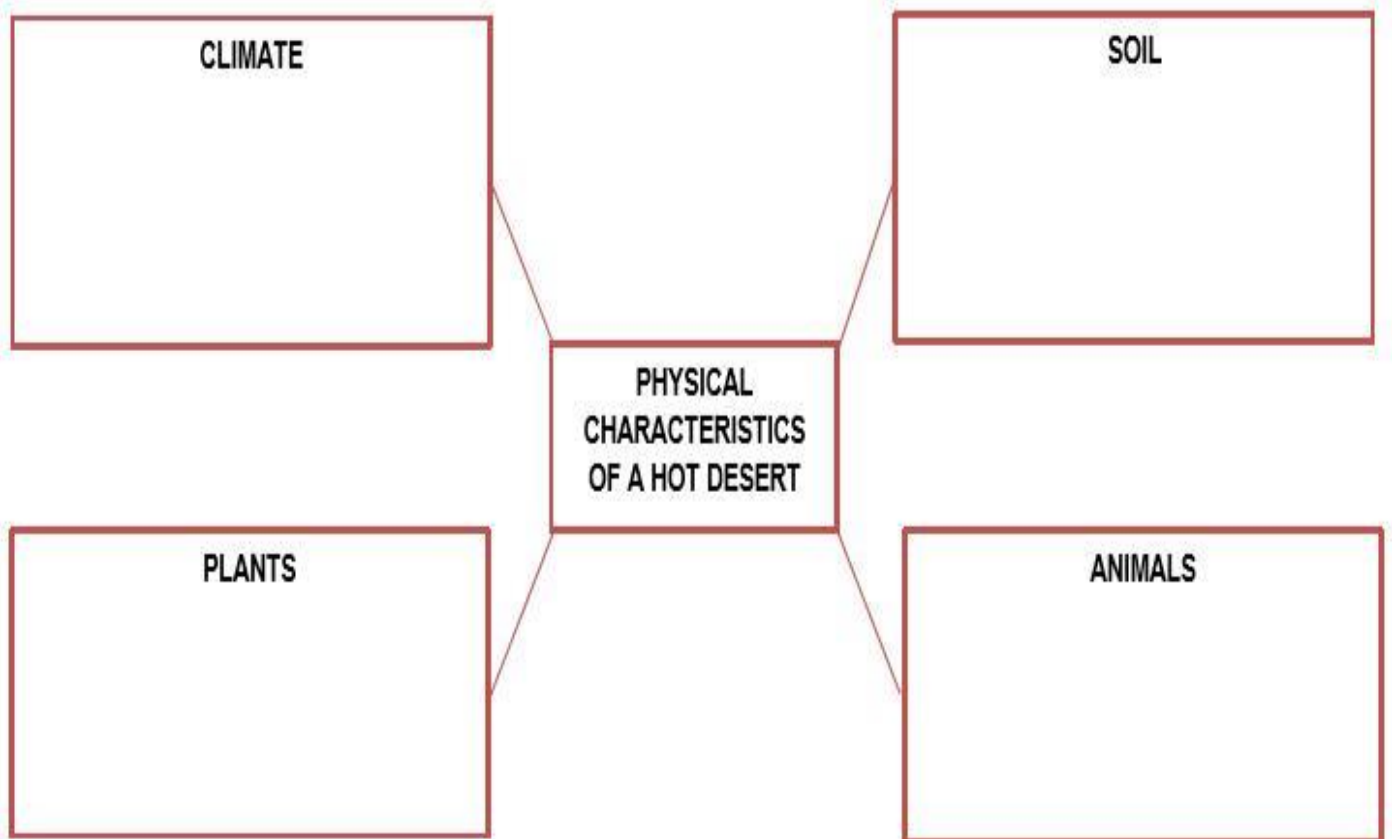 CLIMATE
SOIL
PHYSICAL
CHARACTERISTICS
OF A HOT DESERT
PLANTS
ANIMALS